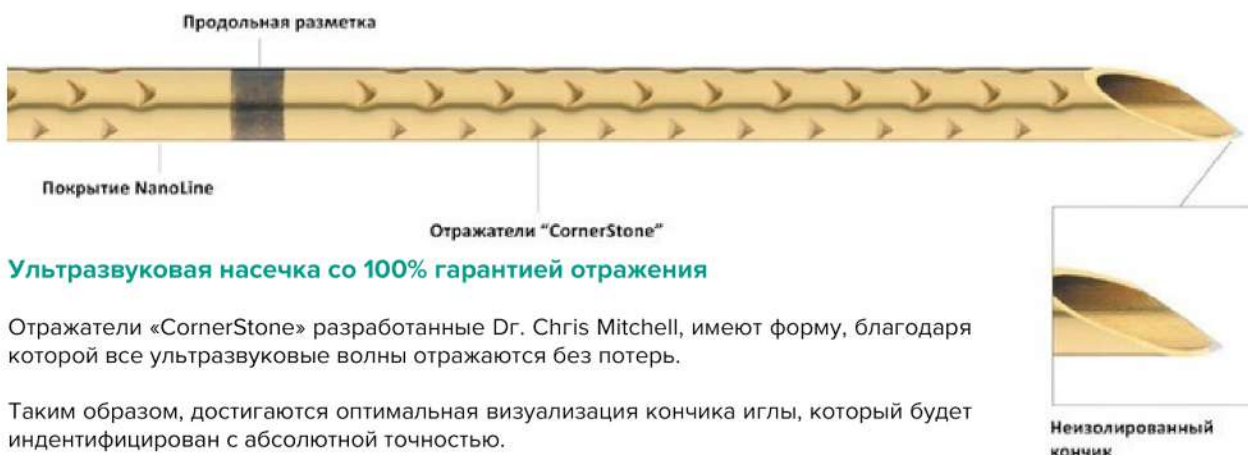 Продольная разметка
Покрытие NanoLine
Отражатели “CornerStone”
Ультразвуковая насечка со 100% гарантией отражения
Отражатели «CornerStone» разработанные Dr. Chris Mitchell, имеют форму, благодаря
которой все ультразвуковые волны отражаются без потерь.
Таким образом, достигаются оптимальная визуализация кончика иглы, который будет
индентифицирован с абсолютной точностью.
Неизолированный
кончик